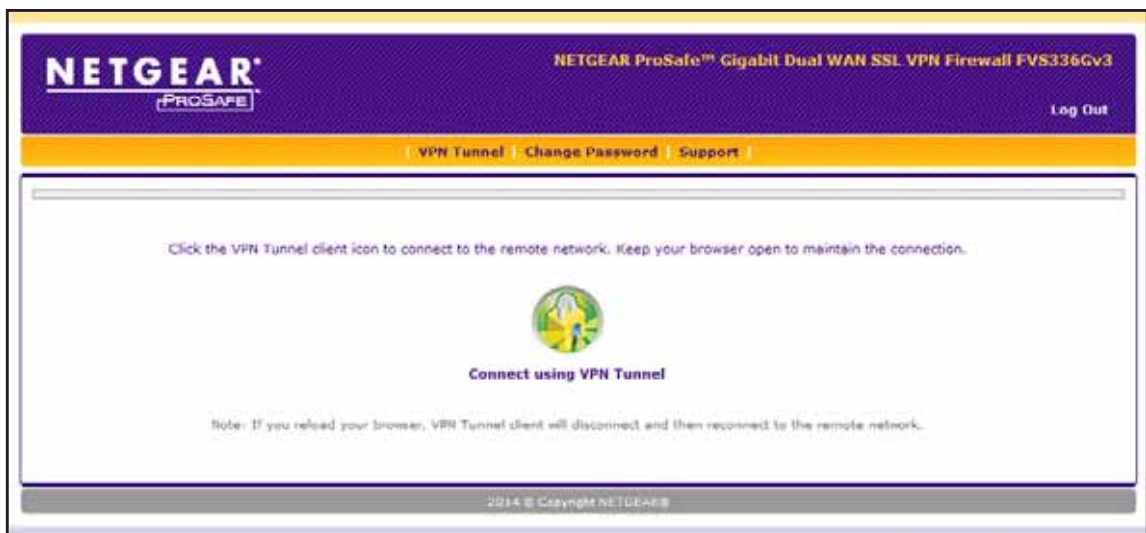 NETGEAR®
PROSAFE
NETGEAR ProSafe™ Gigabit Dual WAN SSL VPN Firewall FVS336Gv3
Log Out
| VPN Tunnel | Change Password | Support |
Click the VPN Tunnel client icon to connect to the remote network. Keep your browser open to maintain the connection.
Connect using VPN Tunnel
Note: If you reload your browser, VPN Tunnel client will disconnect and then reconnect to the remote network.
2014 © Copyright NETGEAR®